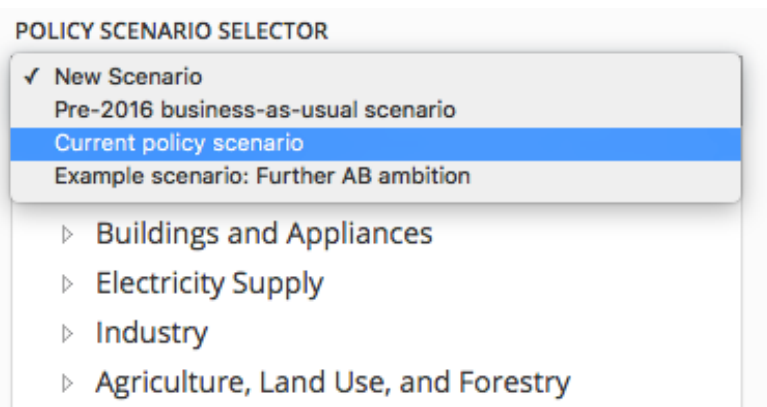 POLICY SCENARIO SELECTOR
✓ New Scenario
Pre-2016 business-as-usual scenario
Current policy scenario
Example scenario: Further AB ambition
Buildings and Appliances
Electricity Supply
Industry
Agriculture, Land Use, and Forestry